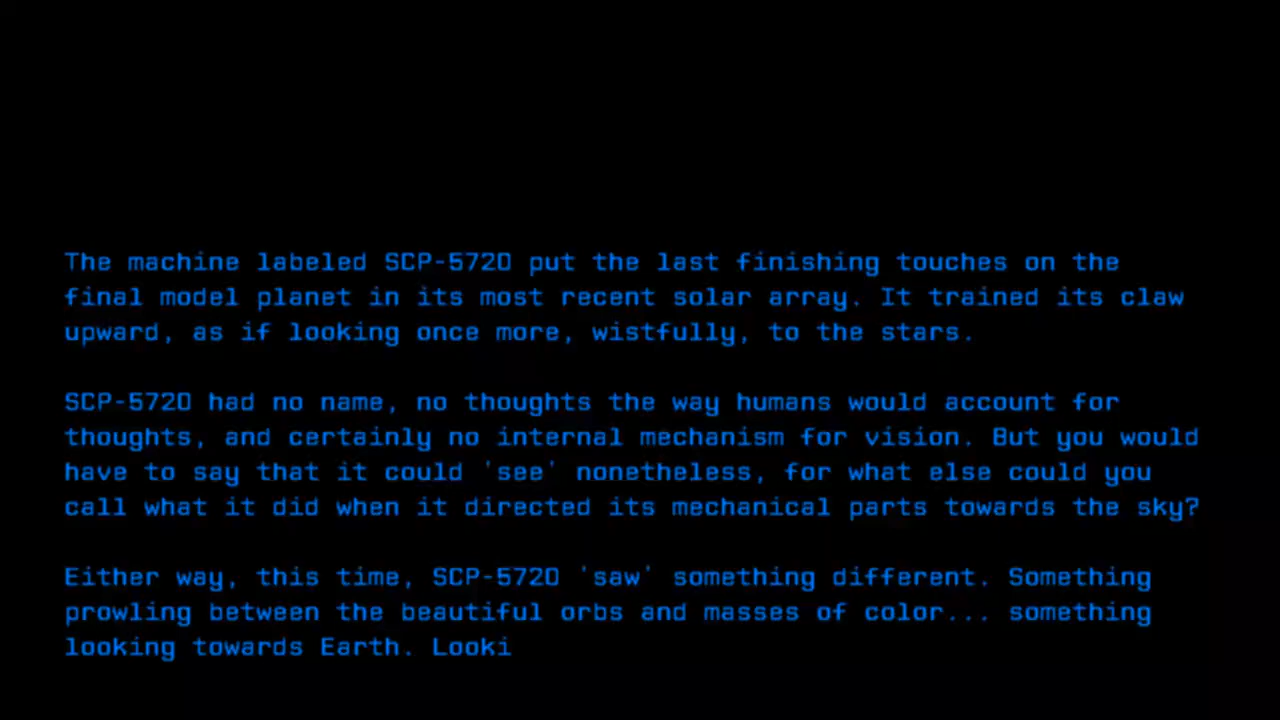 The machine labeled SCP-5720 put the last finishing touches on the
final model planet in its most recent solar array. It trained its claw
upward, as if looking once more, wistfully, to the stars.
SCP-5720 had no name, no thoughts the way humans would account for
thoughts, and certainly no internal mechanism for vision. But you would
have to say that it could 'see' nonetheless, for what else could you
call what it did when it directed its mechanical parts towards the sky?
Either way, this time, SCP-5720 'saw' something different. Something
prowling between the beautiful orbs and masses of color... something
looking towards Earth. Looki